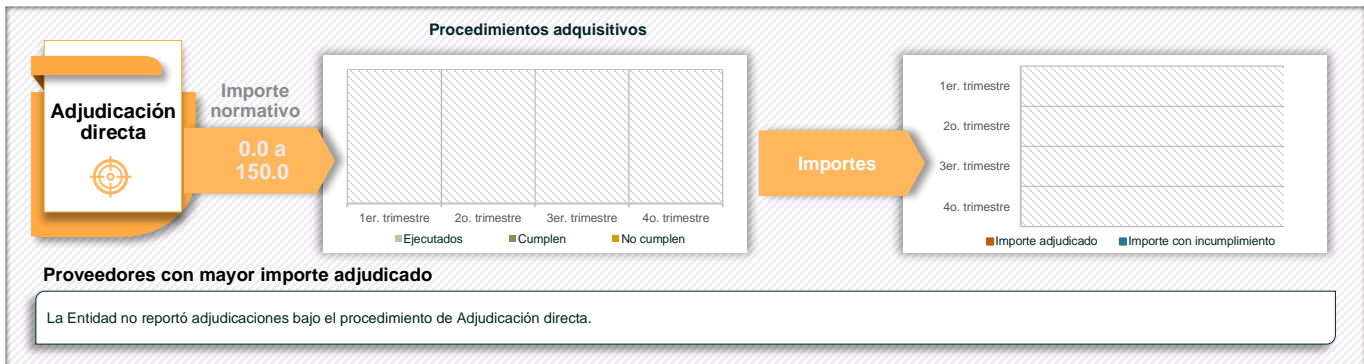 Procedimientos adquisitivos
Adjudicación
directa
Importe
normativo
0.0 a
150.0
1er. trimestre
2o. trimestre
3er. trimestre
4o. trimestre
Ejecutados
Cumplen
No cumplen
Importes
1er. trimestre
2o. trimestre
3er. trimestre
4o. trimestre
Importe adjudicado
Importe con incumplimiento
Proveedores con mayor importe adjudicado
La Entidad no reportó adjudicaciones bajo el procedimiento de Adjudicación directa.